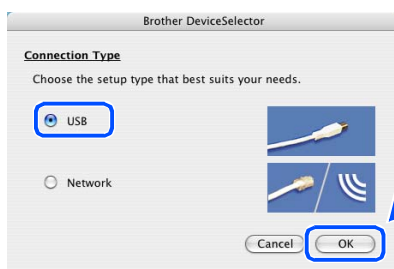 Brother DeviceSelector
Connection Type
Choose the setup type that best suits your needs.
USB
Network
Cancel OK